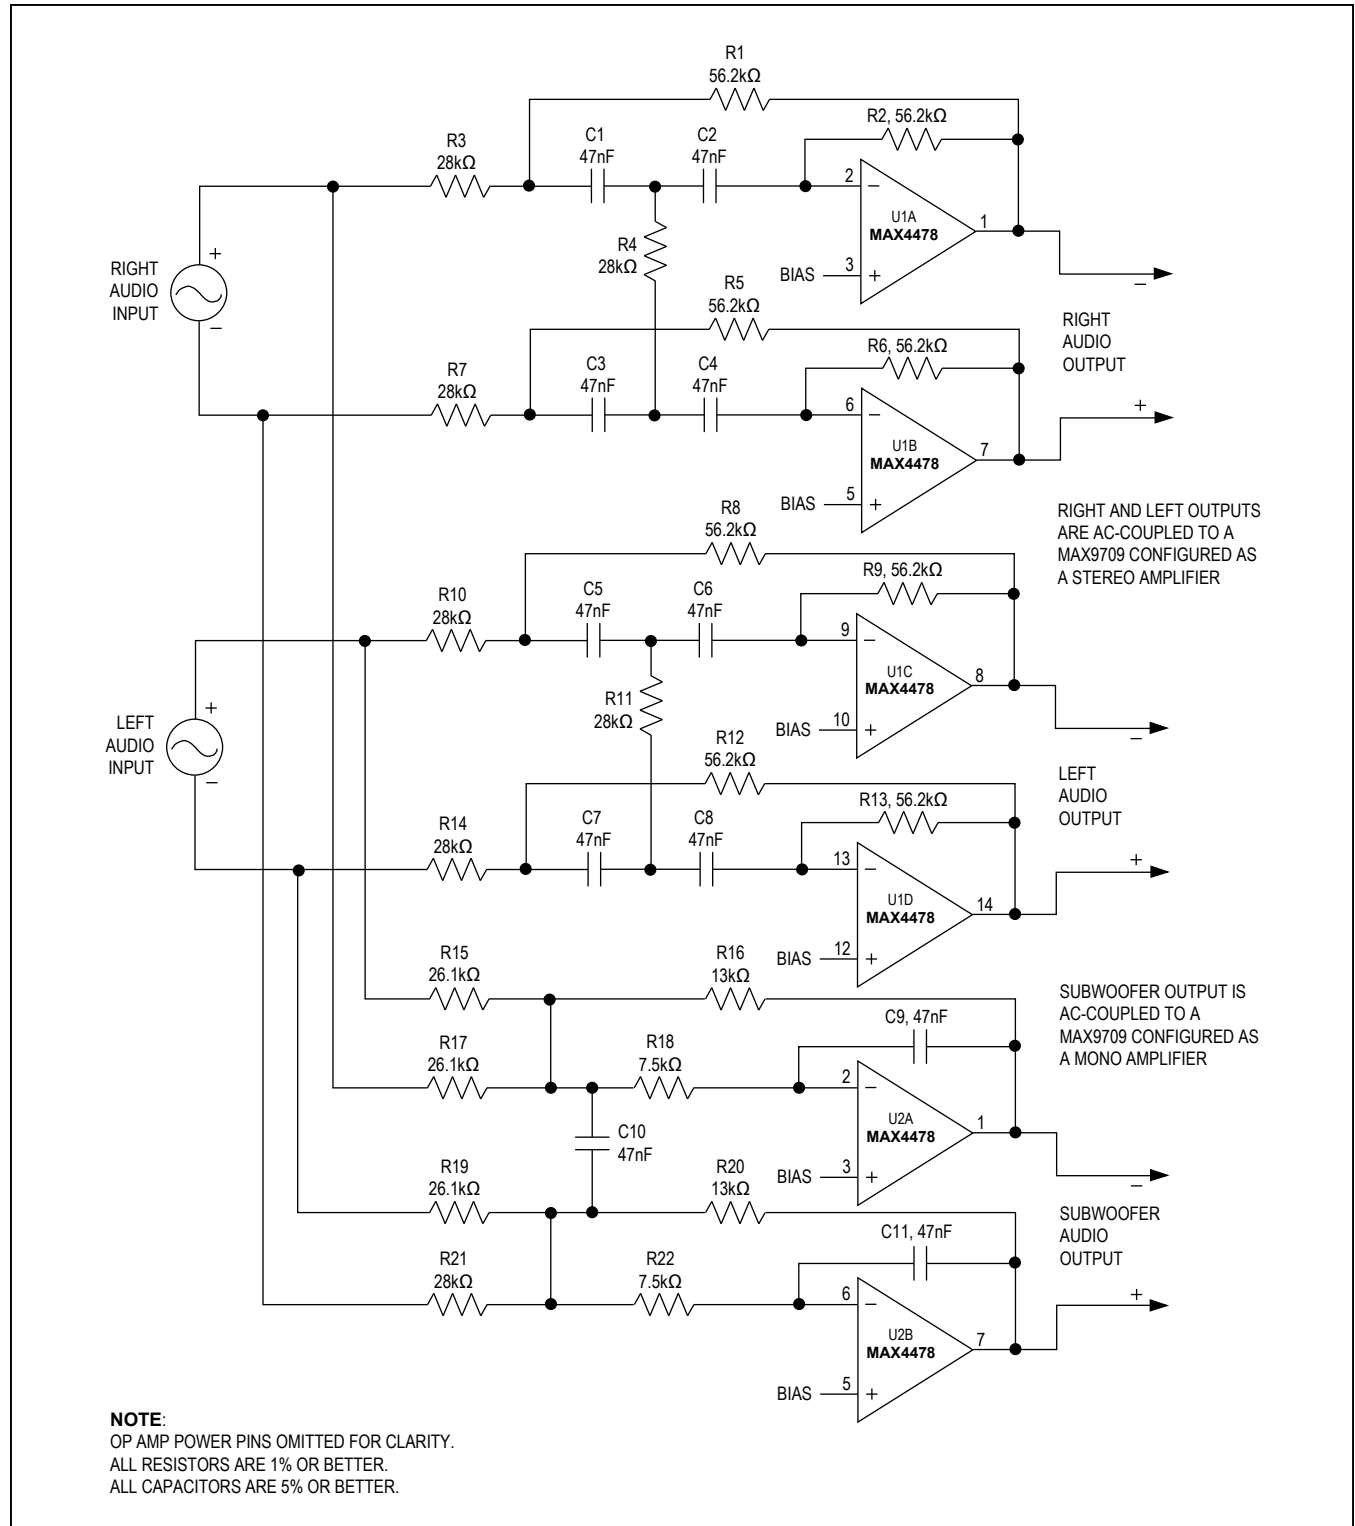 R1
56.2kΩ
R2, 56.2kΩ
R3
28kΩ
C1
47nF
C2
47nF
2
−
U1A
MAX4478
1
R4
28kΩ
BIAS
3
+
−
RIGHT
AUDIO
INPUT
+
−
R5
56.2kΩ
RIGHT
AUDIO
OUTPUT
R6, 56.2kΩ
R7
28kΩ
C3
47nF
C4
47nF
6
−
U1B
MAX4478
7
+
BIAS
5
+
RIGHT AND LEFT OUTPUTS
ARE AC-COUPLED TO A
MAX9709 CONFIGURED AS
A STEREO AMPLIFIER
R8
56.2kΩ
R9, 56.2kΩ
R10
28kΩ
C5
47nF
C6
47nF
9
−
U1C
MAX4478
8
R11
28kΩ
BIAS
10
+
−
LEFT
AUDIO
INPUT
+
−
R12
56.2kΩ
LEFT
AUDIO
OUTPUT
R13, 56.2kΩ
R14
28kΩ
C7
47nF
C8
47nF
13
−
U1D
MAX4478
14
+
BIAS
12
+
R15
26.1kΩ
R16
13kΩ
SUBWOOFER OUTPUT IS
AC-COUPLED TO A
MAX9709 CONFIGURED AS
A MONO AMPLIFIER
C9, 47nF
R17
26.1kΩ
R18
7.5kΩ
2
−
U2A
MAX4478
1
C10
47nF
BIAS
3
+
−
R19
26.1kΩ
R20
13kΩ
SUBWOOFER
AUDIO
OUTPUT
C11, 47nF
R21
28kΩ
R22
7.5kΩ
6
−
U2B
MAX4478
7
+
BIAS
5
+
NOTE:
OP AMP POWER PINS OMITTED FOR CLARITY.
ALL RESISTORS ARE 1% OR BETTER.
ALL CAPACITORS ARE 5% OR BETTER.